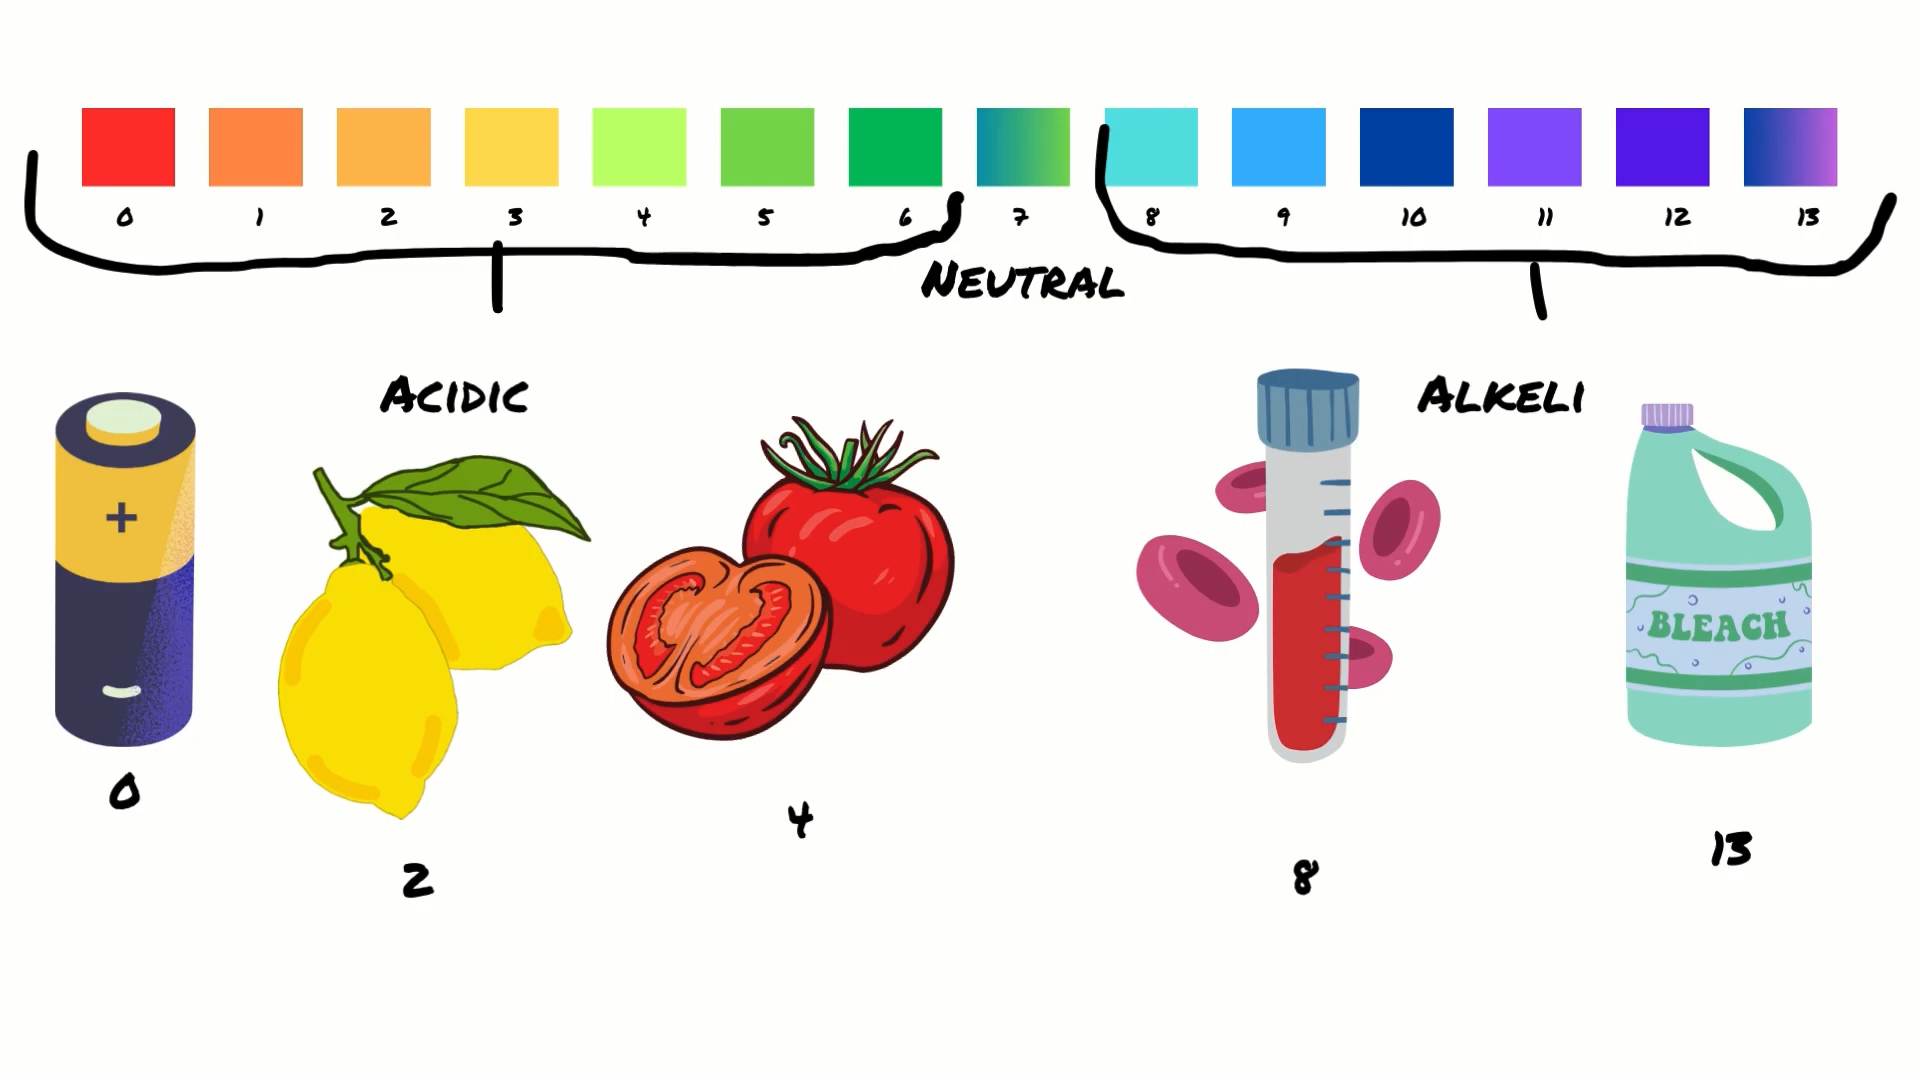 0 1 2 3 4 5 6 7 8 9 10 11 12 13
NEUTRAL
ACIDIC
ALKELI
+
BLEACH
-
0
4
13
2
8